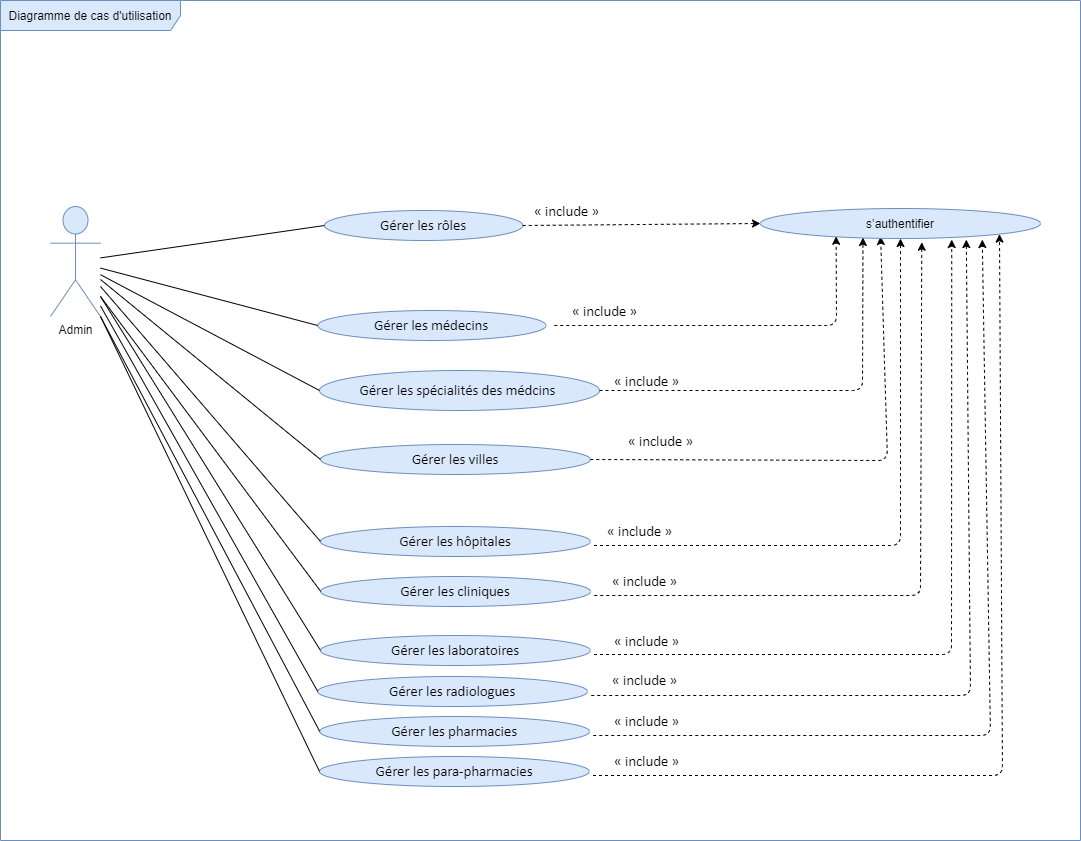 Diagramme de cas d'utilisation
« include »
Gérer les rôles
s'authentifier
Admin
« include »
Gérer les médecins
« include »
Gérer les spécialités des médcins
« include »
Gérer les villes
« include »
Gérer les hôpitales
« include »
Gérer les cliniques
« include »
Gérer les laboratoires
« include »
Gérer les radiologues
« include »
Gérer les pharmacies
« include »
Gérer les para-pharmacies